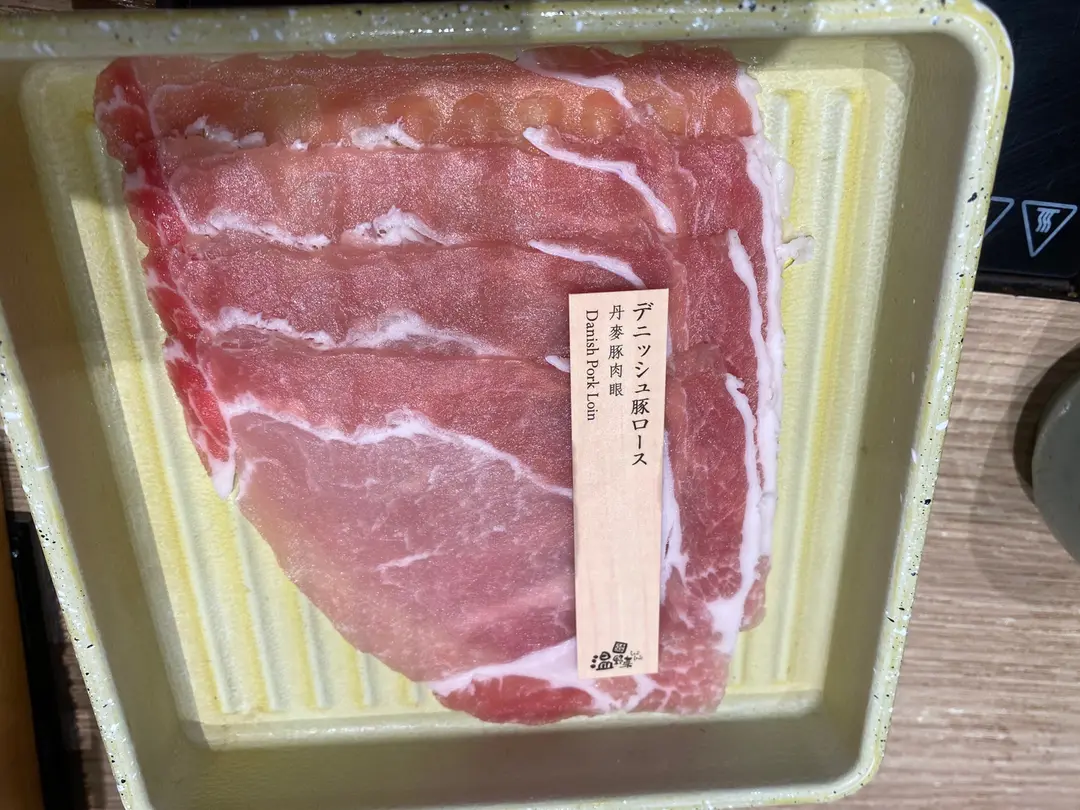 デニッシュ豚ロース
丹麥豚肉眼
Danish Pork Loin
温野菜